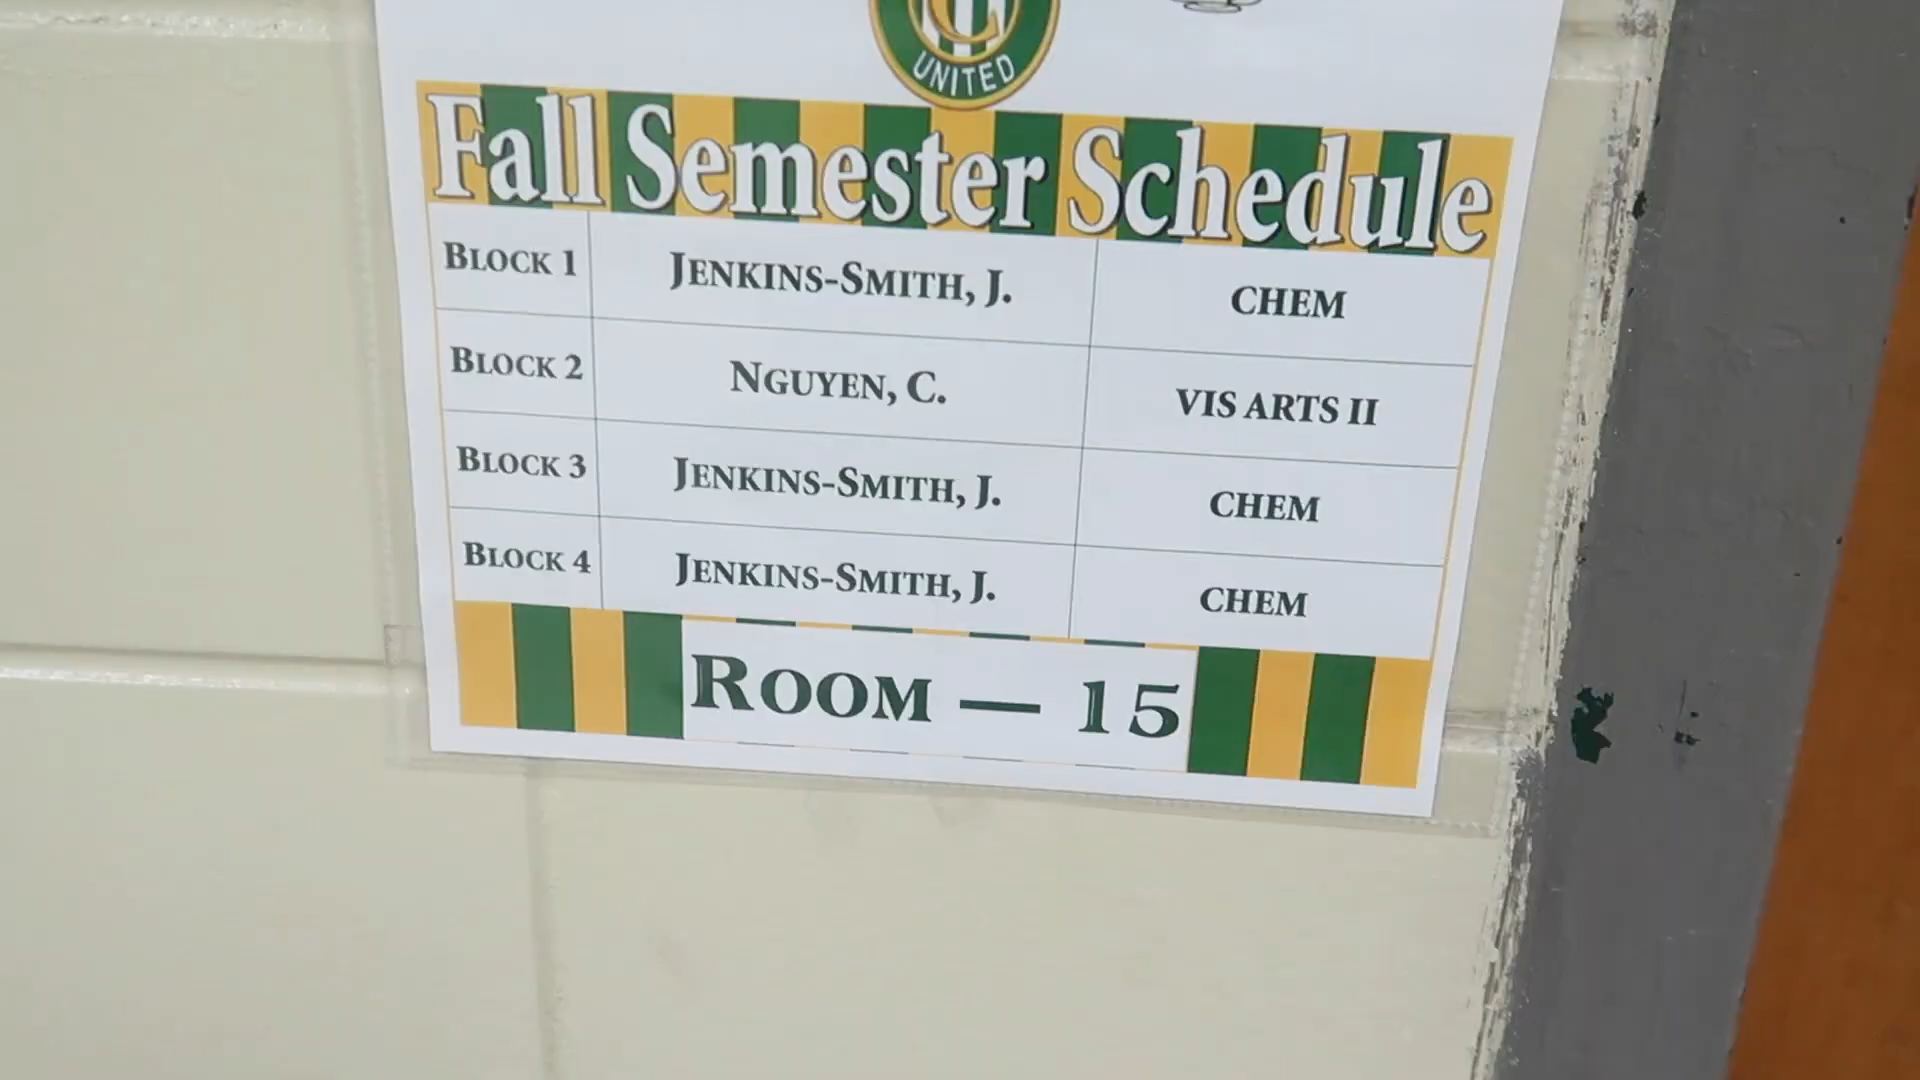 UNITED
Fall Semester Schedule
BLOCK 1 JENKINS-SMITH, J. CHEM
BLOCK 2 NGUYEN, C. VIS ARTS II
BLOCK 3 JENKINS-SMITH, J. CHEM
BLOCK 4 JENKINS-SMITH, J. CHEM
ROOM — 15